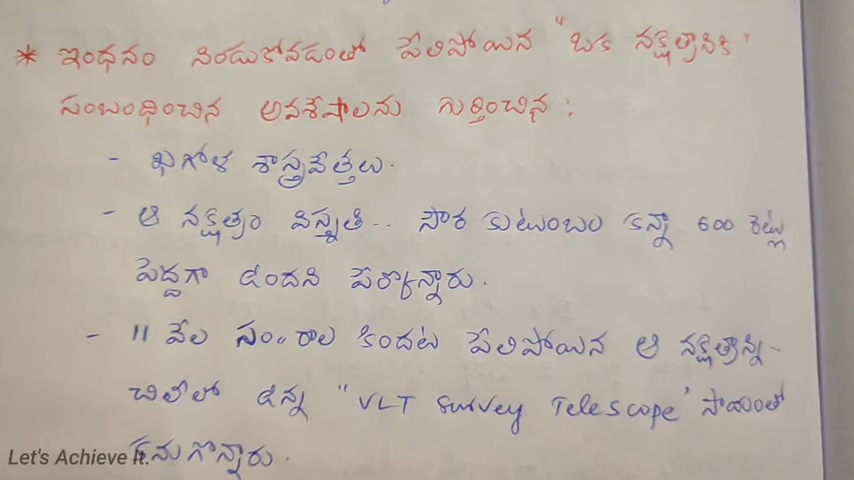 * ఇంధనం నిండుకోవడంతో పేలిపోయిన "ఒక నక్షత్రానికి"
సంబంధించిన అవశేషాలను గుర్తించిన :
- ఖగోళ శాస్త్రవేత్తలు.
- ఆ నక్షత్రం విస్తృతి.. సౌర కుటుంబం కన్నా 600 రెట్లు
పెద్దగా ఉందని పేర్కొన్నారు.
- 11 వేల సం"రాల కిందట పేలిపోయిన ఆ నక్షత్రాన్ని -
చిలీలో ఉన్న "VLT Survey Telescope" సాయంతో
కనుగొన్నారు.
Let's Achieve It.